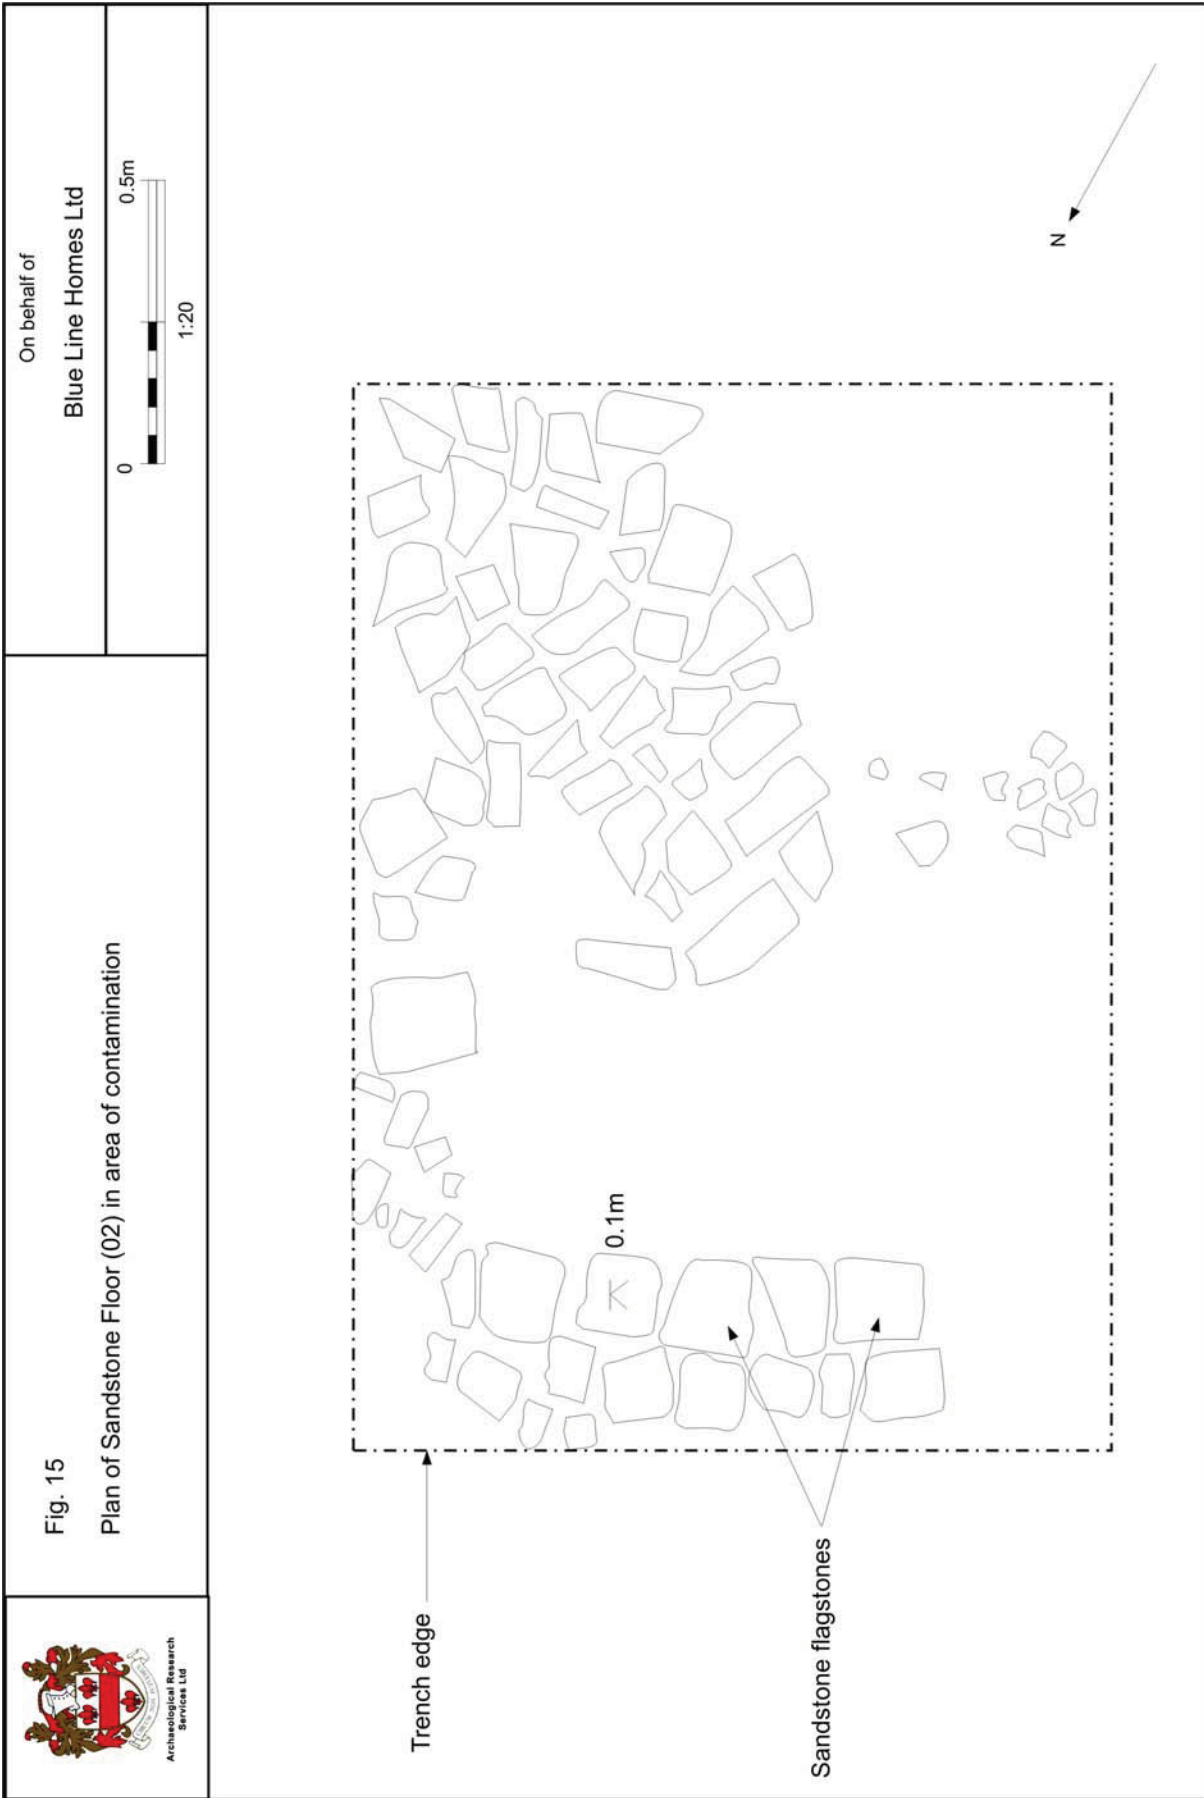 Archaeological Research
Services Ltd
Fig. 15
Plan of Sandstone Floor (02) in area of contamination
On behalf of
Blue Line Homes Ltd
0
0.5m
1:20
Trench edge
0.1m
Sandstone flagstones
N